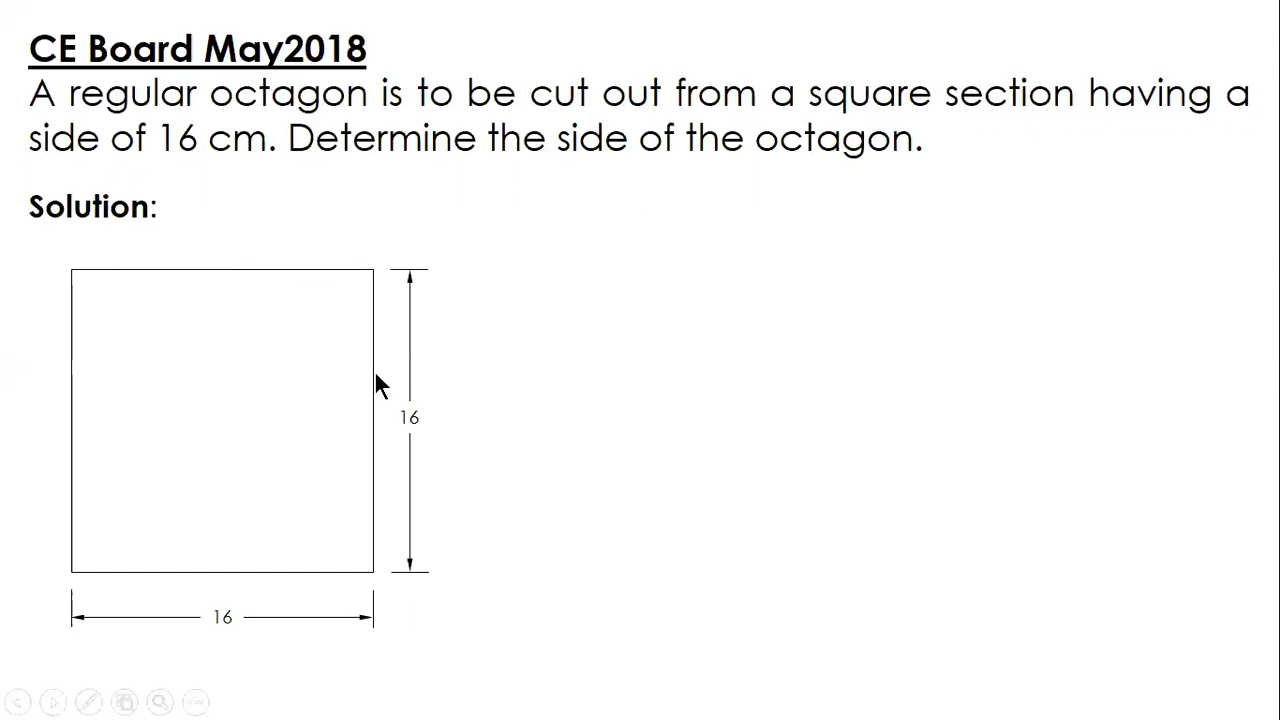 CE Board May2018
A regular octagon is to be cut out from a square section having a
side of 16 cm. Determine the side of the octagon.
Solution:
16
16